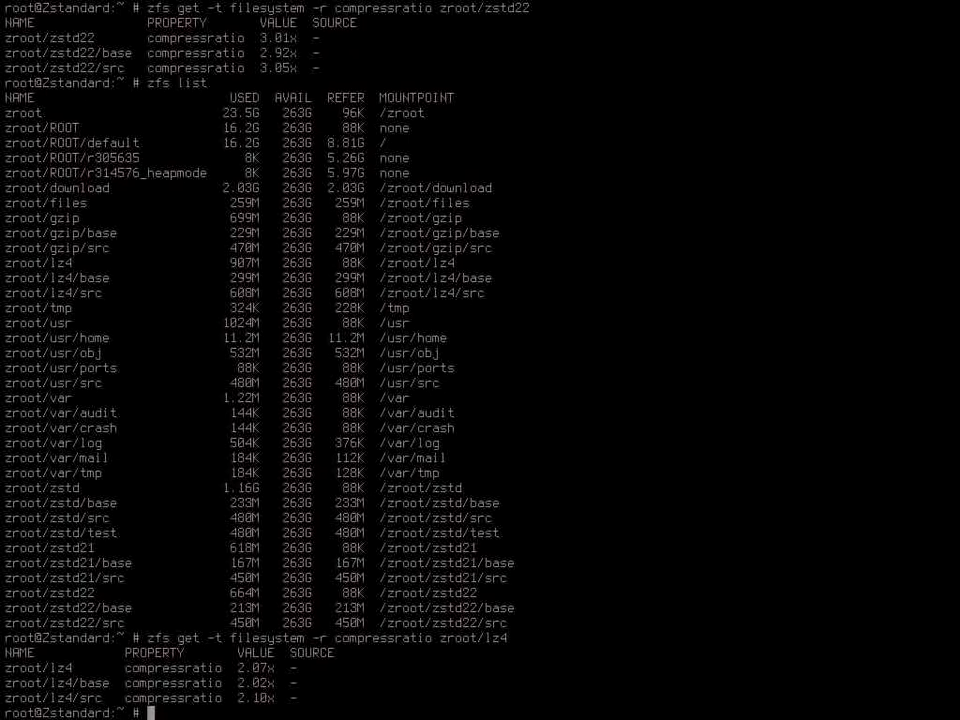 root@Zstandard:~ # zfs get -t filesystem -r compressratio zroot/zstd22
NAME PROPERTY VALUE SOURCE
zroot/zstd22 compressratio 3.01x -
zroot/zstd22/base compressratio 2.92x -
zroot/zstd22/src compressratio 3.05x -
root@Zstandard:~ # zfs list
NAME USED AVAIL REFER MOUNTPOINT
zroot 23.5G 263G 96K /zroot
zroot/ROOT 16.2G 263G 88K none
zroot/ROOT/default 16.2G 263G 8.81G /
zroot/ROOT/r305635 8K 263G 5.26G none
zroot/ROOT/r314576_heapmode 8K 263G 5.97G none
zroot/download 2.03G 263G 2.03G /zroot/download
zroot/files 259M 263G 259M /zroot/files
zroot/gzip 699M 263G 88K /zroot/gzip
zroot/gzip/base 229M 263G 229M /zroot/gzip/base
zroot/gzip/src 470M 263G 470M /zroot/gzip/src
zroot/lz4 907M 263G 88K /zroot/lz4
zroot/lz4/base 299M 263G 299M /zroot/lz4/base
zroot/lz4/src 608M 263G 608M /zroot/lz4/src
zroot/tmp 324K 263G 228K /tmp
zroot/usr 1024M 263G 88K /usr
zroot/usr/home 11.2M 263G 11.2M /usr/home
zroot/usr/obj 532M 263G 532M /usr/obj
zroot/usr/ports 88K 263G 88K /usr/ports
zroot/usr/src 480M 263G 480M /usr/src
zroot/var 1.22M 263G 88K /var
zroot/var/audit 144K 263G 88K /var/audit
zroot/var/crash 144K 263G 88K /var/crash
zroot/var/log 504K 263G 376K /var/log
zroot/var/mail 184K 263G 112K /var/mail
zroot/var/tmp 184K 263G 128K /var/tmp
zroot/zstd 1.16G 263G 88K /zroot/zstd
zroot/zstd/base 233M 263G 233M /zroot/zstd/base
zroot/zstd/src 480M 263G 480M /zroot/zstd/src
zroot/zstd/test 480M 263G 480M /zroot/zstd/test
zroot/zstd21 618M 263G 88K /zroot/zstd21
zroot/zstd21/base 167M 263G 167M /zroot/zstd21/base
zroot/zstd21/src 450M 263G 450M /zroot/zstd21/src
zroot/zstd22 664M 263G 88K /zroot/zstd22
zroot/zstd22/base 213M 263G 213M /zroot/zstd22/base
zroot/zstd22/src 450M 263G 450M /zroot/zstd22/src
root@Zstandard:~ # zfs get -t filesystem -r compressratio zroot/lz4
NAME PROPERTY VALUE SOURCE
zroot/lz4 compressratio 2.07x -
zroot/lz4/base compressratio 2.02x -
zroot/lz4/src compressratio 2.10x -
root@Zstandard:~ #